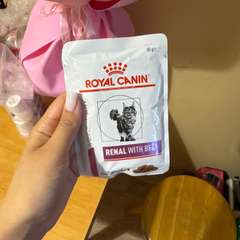 ROYAL CANIN
RENAL WITH BEEF